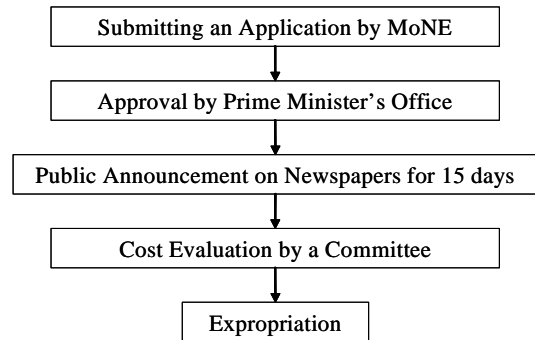 Submitting an Application by MoNE
Approval by Prime Minister's Office
Public Announcement on Newspapers for 15 days
Cost Evaluation by a Committee
Expropriation